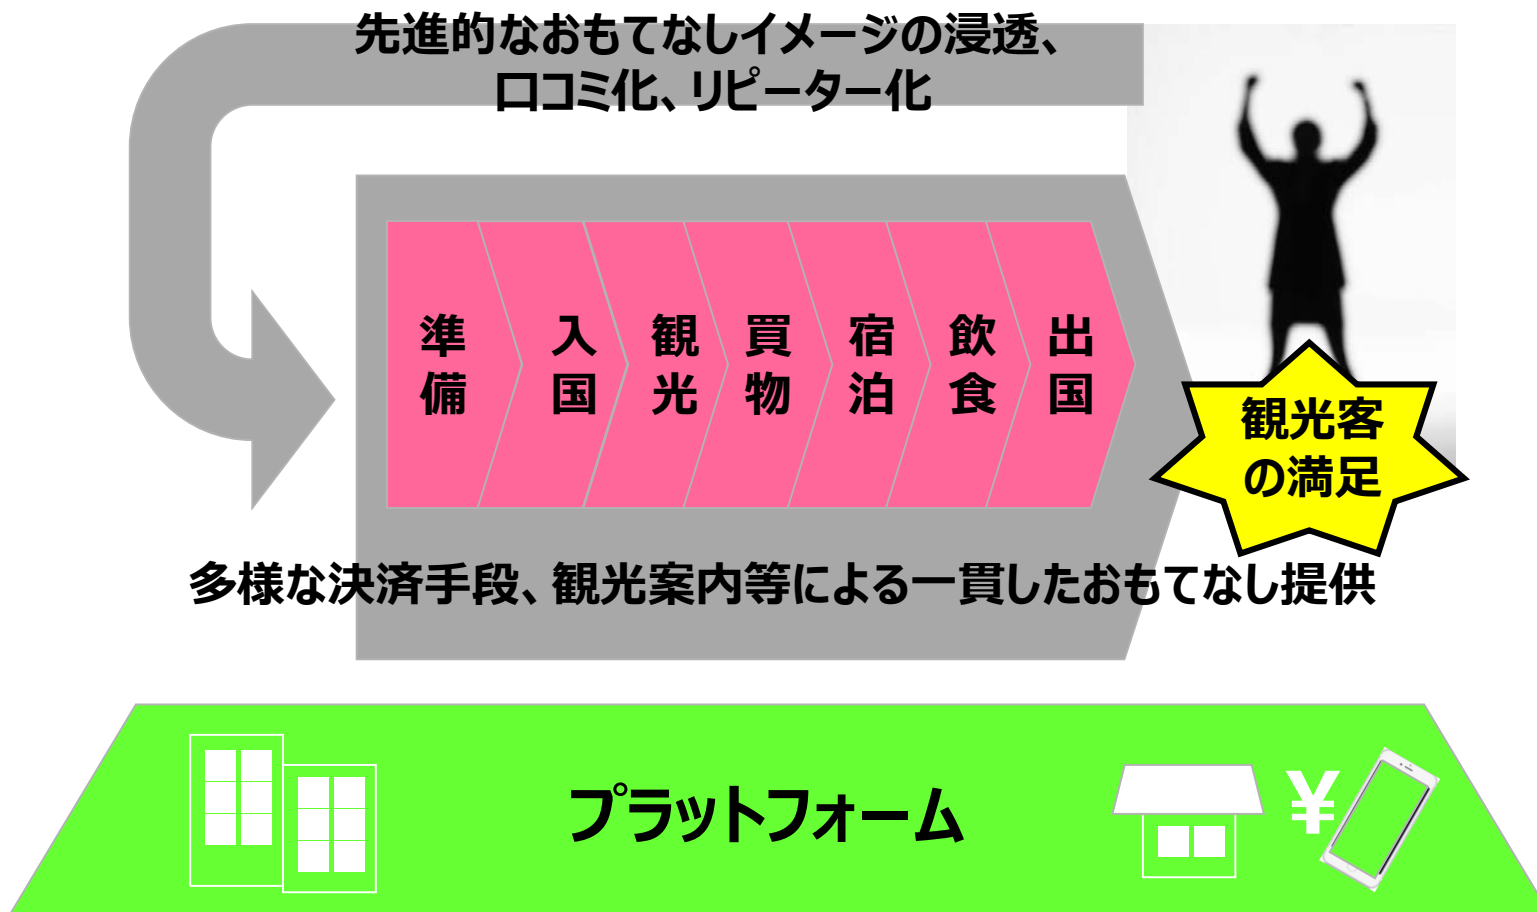 先進的なおもてなしイメージの浸透、
口コミ化、リピーター化
準備
入国
観光
買物
宿泊
飲食
出国
観光客
の満足
多様な決済手段、観光案内等による一貫したおもてなし提供
プラットフォーム
¥